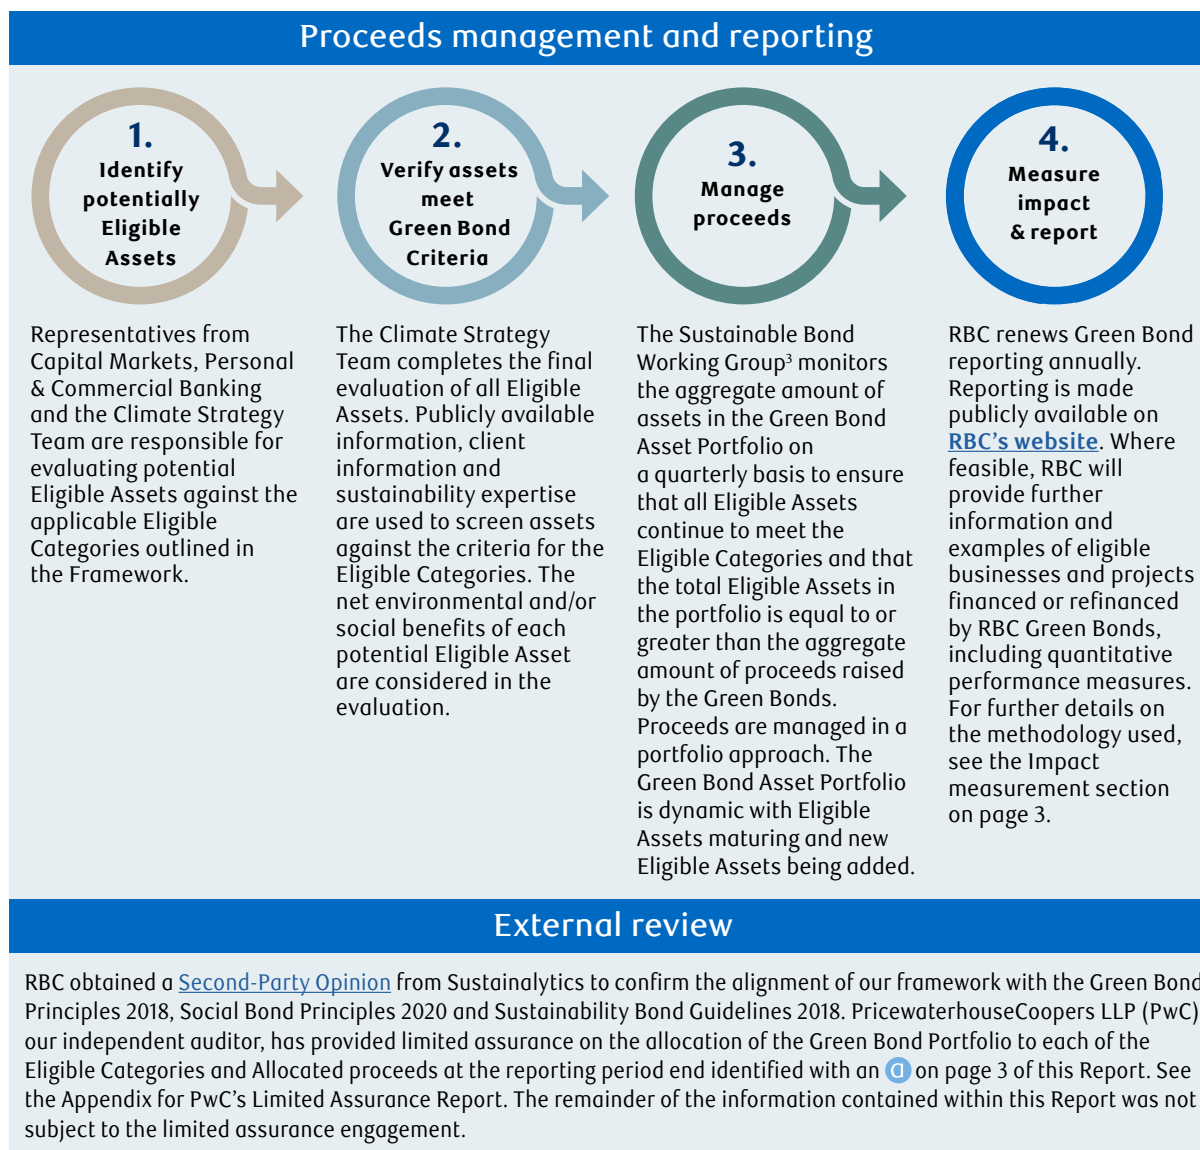 Proceeds management and reporting
1.
Identify
potentially
Eligible
Assets
Representatives from
Capital Markets, Personal
& Commercial Banking
and the Climate Strategy
Team are responsible for
evaluating potential
Eligible Assets against the
applicable Eligible
Categories outlined in
the Framework.
2.
Verify assets
meet
Green Bond
Criteria
The Climate Strategy
Team completes the final
evaluation of all Eligible
Assets. Publicly available
information, client
information and
sustainability expertise
are used to screen assets
against the criteria for the
Eligible Categories. The
net environmental and/or
social benefits of each
potential Eligible Asset
are considered in the
evaluation.
3.
Manage
proceeds
The Sustainable Bond
Working Group³ monitors
the aggregate amount of
assets in the Green Bond
Asset Portfolio on
a quarterly basis to ensure
that all Eligible Assets
continue to meet the
Eligible Categories and that
the total Eligible Assets in
the portfolio is equal to or
greater than the aggregate
amount of proceeds raised
by the Green Bonds.
Proceeds are managed in a
portfolio approach. The
Green Bond Asset Portfolio
is dynamic with Eligible
Assets maturing and new
Eligible Assets being added.
4.
Measure
impact
& report
RBC renews Green Bond
reporting annually.
Reporting is made
publicly available on
RBC's website. Where
feasible, RBC will
provide further
information and
examples of eligible
businesses and projects
financed or refinanced
by RBC Green Bonds,
including quantitative
performance measures.
For further details on
the methodology used,
see the Impact
measurement section
on page 3.
External review
RBC obtained a Second-Party Opinion from Sustainalytics to confirm the alignment of our framework with the Green Bond
Principles 2018, Social Bond Principles 2020 and Sustainability Bond Guidelines 2018. PricewaterhouseCoopers LLP (PwC)
our independent auditor, has provided limited assurance on the allocation of the Green Bond Portfolio to each of the
Eligible Categories and Allocated proceeds at the reporting period end identified with an a on page 3 of this Report. See
the Appendix for PwC's Limited Assurance Report. The remainder of the information contained within this Report was not
subject to the limited assurance engagement.